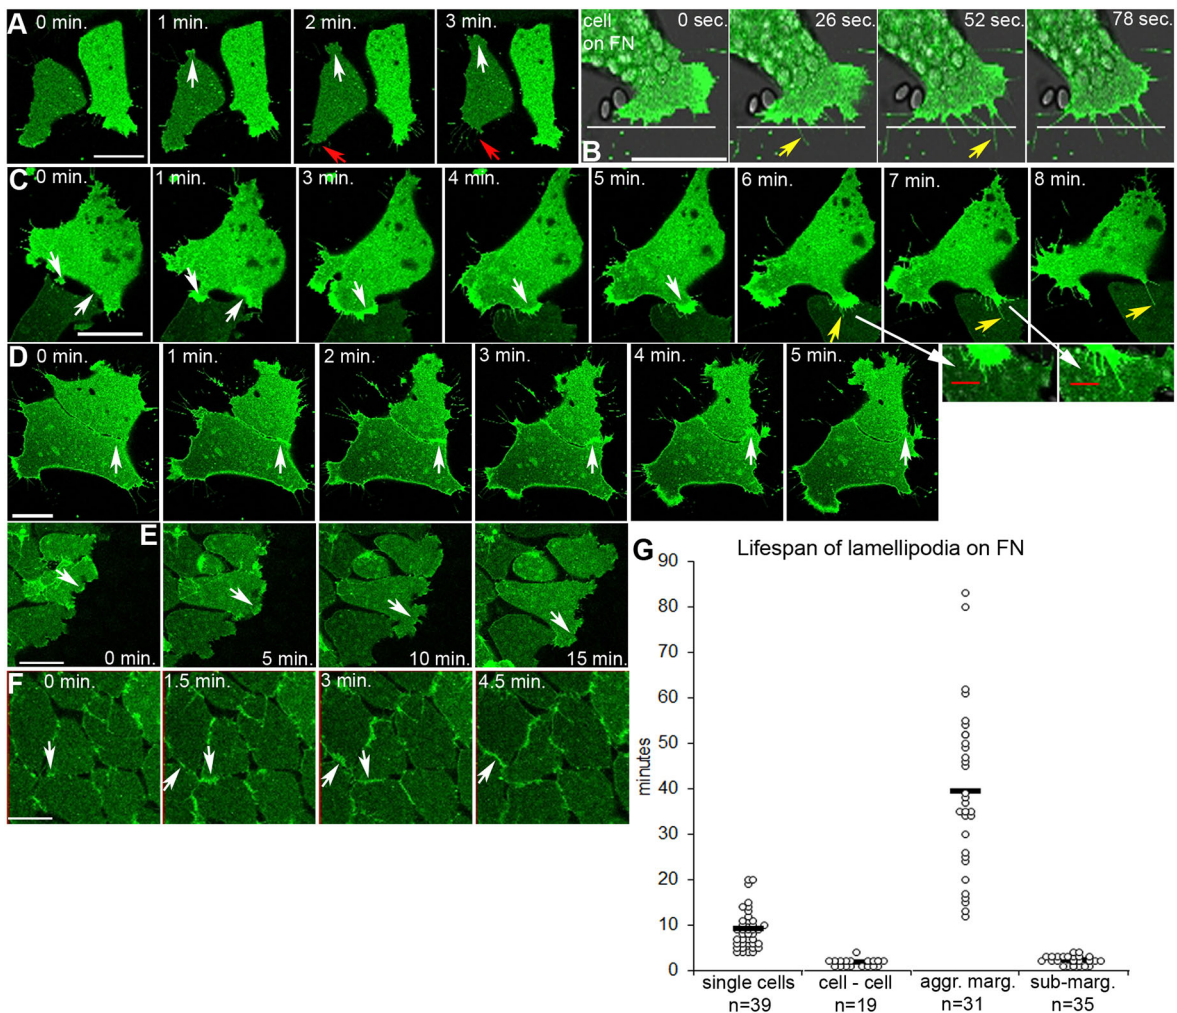 A 0 min. 1 min. 2 min. 3 min.
cell on FN
0 sec. 26 sec. 52 sec. 78 sec.
B
C 0 min. 1 min. 3 min. 4 min. 5 min. 6 min. 7 min. 8 min.
D 0 min. 1 min. 2 min. 3 min. 4 min. 5 min.
E
0 min. 5 min. 10 min. 15 min.
F 0 min. 1.5 min. 3 min. 4.5 min.
G Lifespan of lamellipodia on FN
90
80
70
60
50
40
30
20
10
0
minutes
single cells cell - cell aggr. marg. sub-marg.
n=39 n=19 n=31 n=35